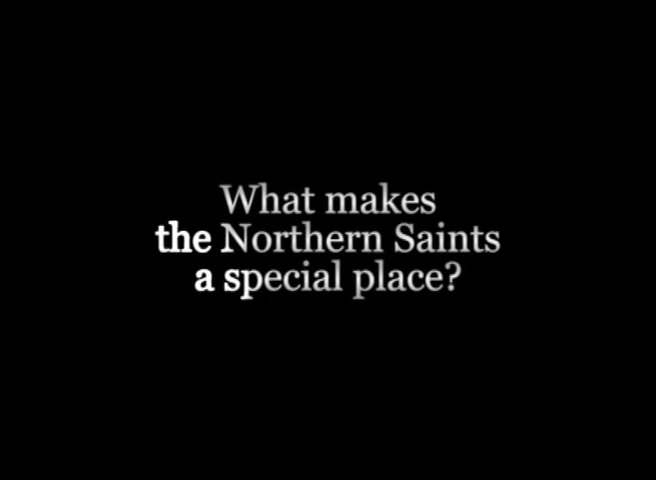 What makes
the Northern Saints
a special place?